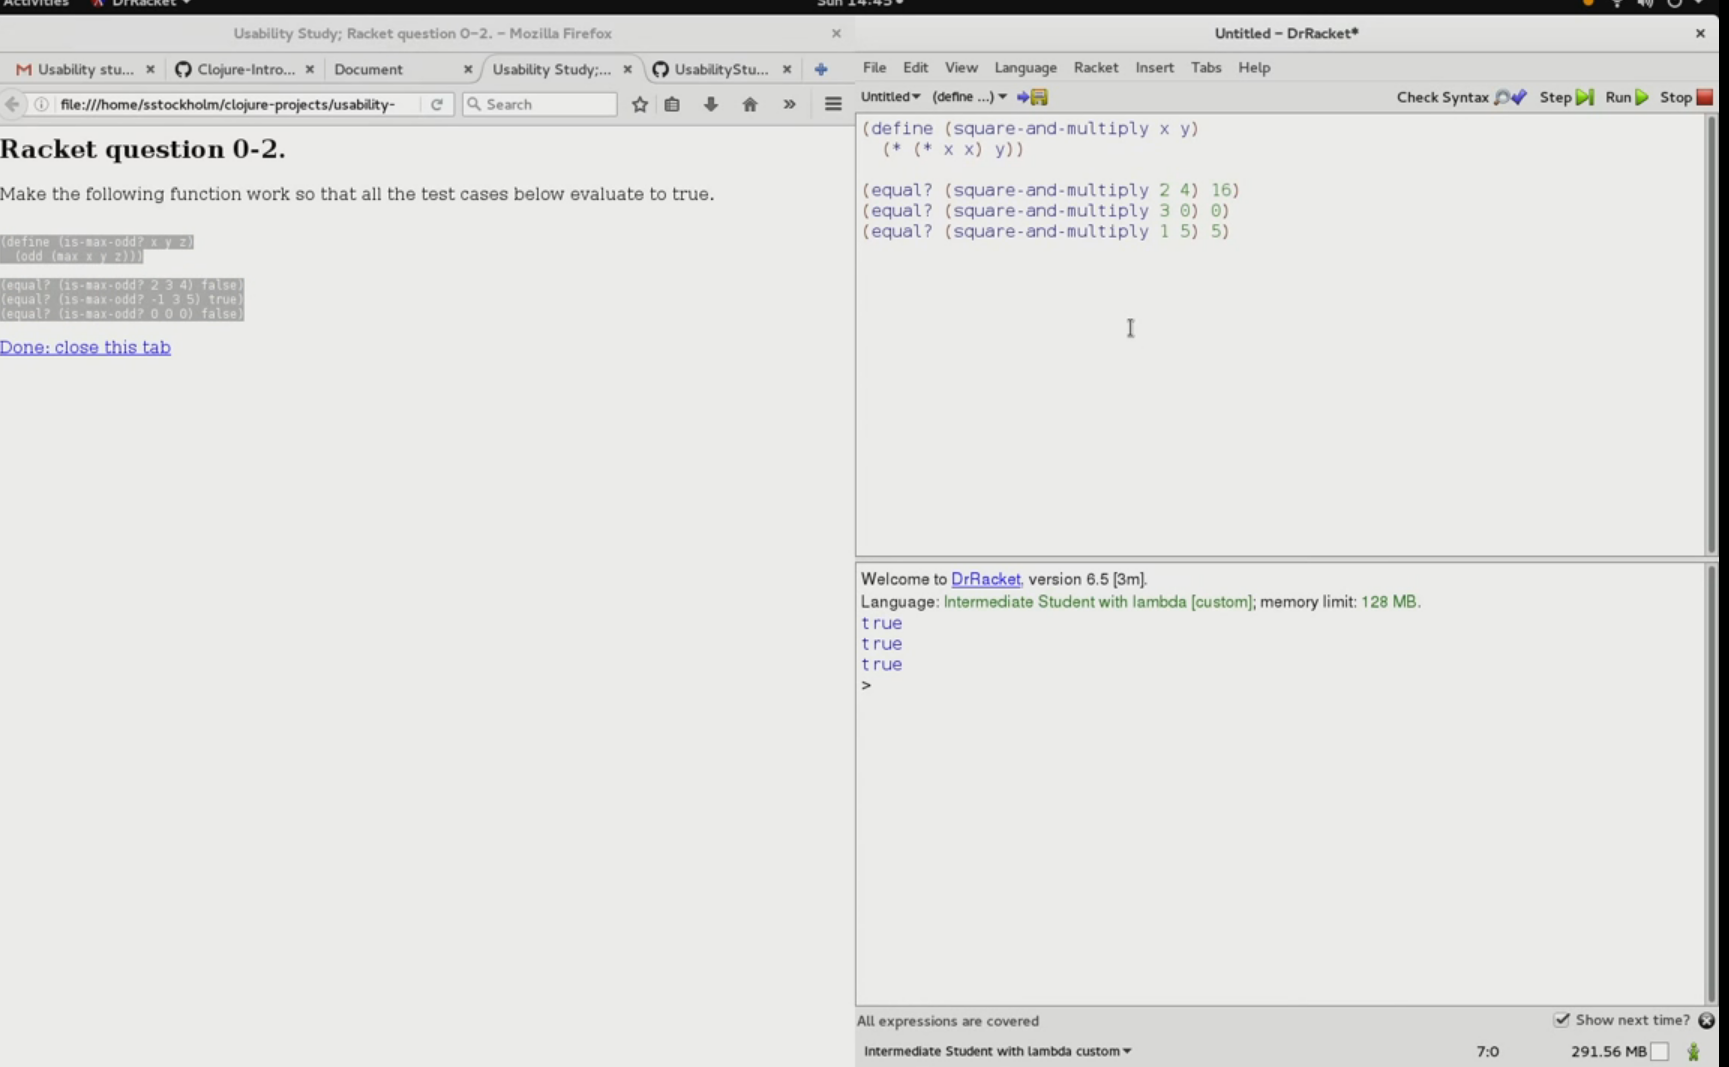 Activities DrRacket Sun 14:45
Usability Study; Racket question 0-2. – Mozilla Firefox
Usability stu...
Clojure-Intro...
Document
Usability Study;...
UsabilityStu...
file:///home/sstockholm/clojure-projects/usability-
Search
Racket question 0-2.
Make the following function work so that all the test cases below evaluate to true.
(define (is-max-odd? x y z)
(odd (max x y z)))
(equal? (is-max-odd? 2 3 4) false)
(equal? (is-max-odd? -1 3 5) true)
(equal? (is-max-odd? 0 0 0) false)
Done: close this tab
Untitled – DrRacket*
File Edit View Language Racket Insert Tabs Help
Untitled (define ...) Check Syntax Step Run Stop
(define (square-and-multiply x y)
(* (* x x) y))
(equal? (square-and-multiply 2 4) 16)
(equal? (square-and-multiply 3 0) 0)
(equal? (square-and-multiply 1 5) 5)
Welcome to DrRacket, version 6.5 [3m].
Language: Intermediate Student with lambda [custom]; memory limit: 128 MB.
true
true
true
>
All expressions are covered Show next time?
Intermediate Student with lambda custom 7:0 291.56 MB